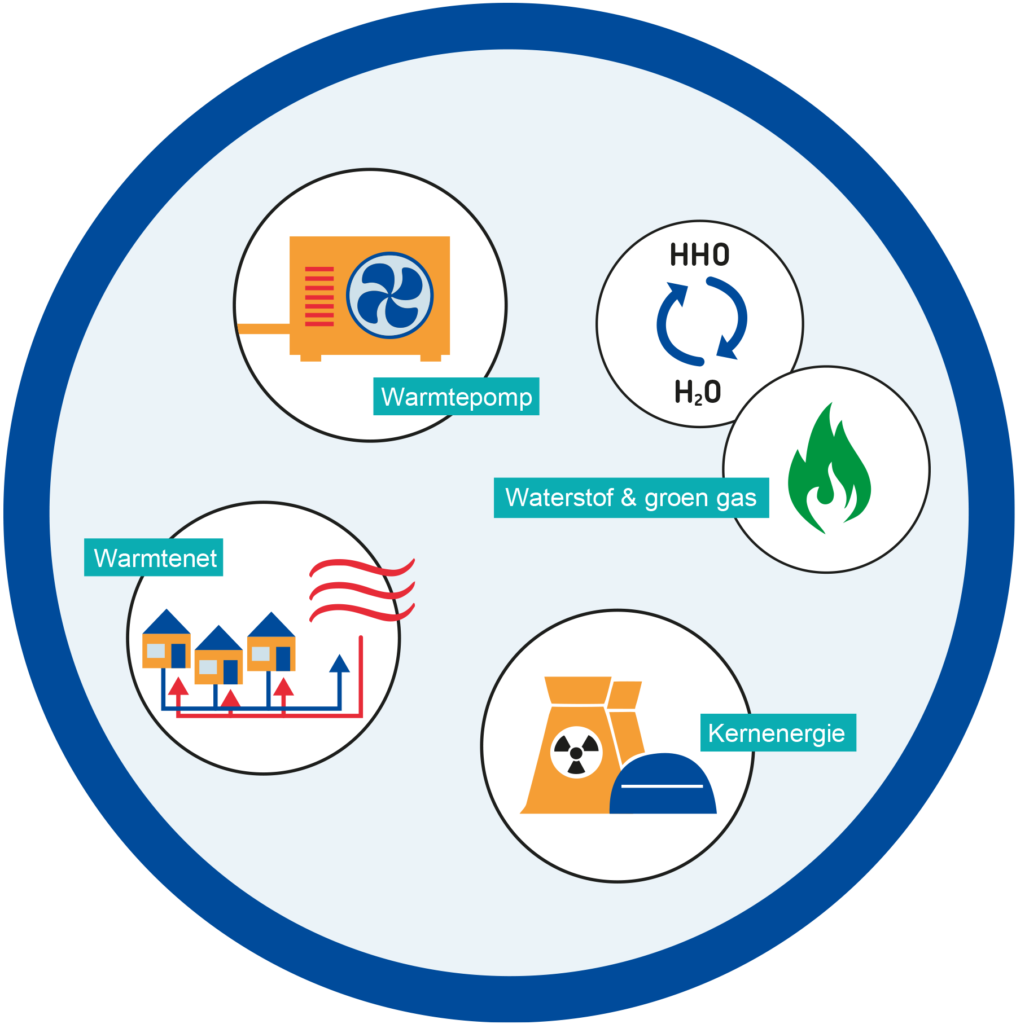 HHO
H₂O
Warmtepomp
Waterstof & groen gas
Warmtenet
Kernenergie